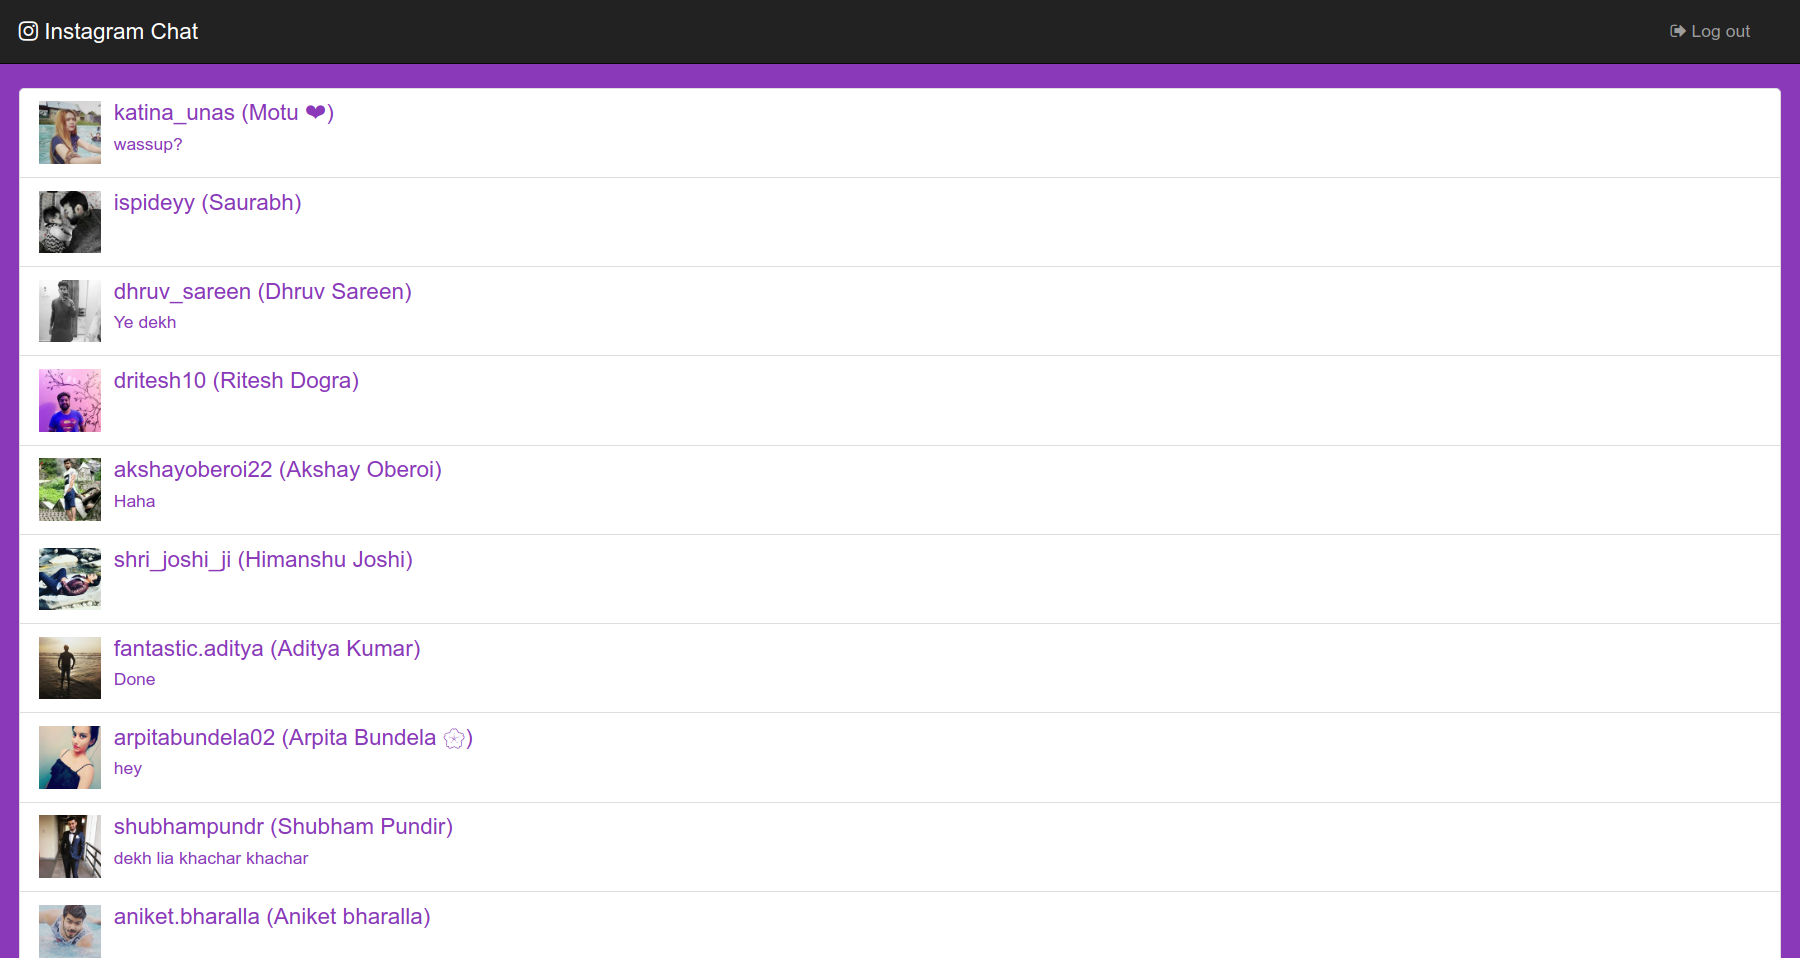 Instagram Chat
Log out
katina_unas (Motu ❤)
wassup?
ispideyy (Saurabh)
dhruv_sareen (Dhruv Sareen)
Ye dekh
dritesh10 (Ritesh Dogra)
akshayoberoi22 (Akshay Oberoi)
Haha
shri_joshi_ji (Himanshu Joshi)
fantastic.aditya (Aditya Kumar)
Done
arpitabundela02 (Arpita Bundela 🌸)
hey
shubhampundr (Shubham Pundir)
dekh lia khachar khachar
aniket.bharalla (Aniket bharalla)